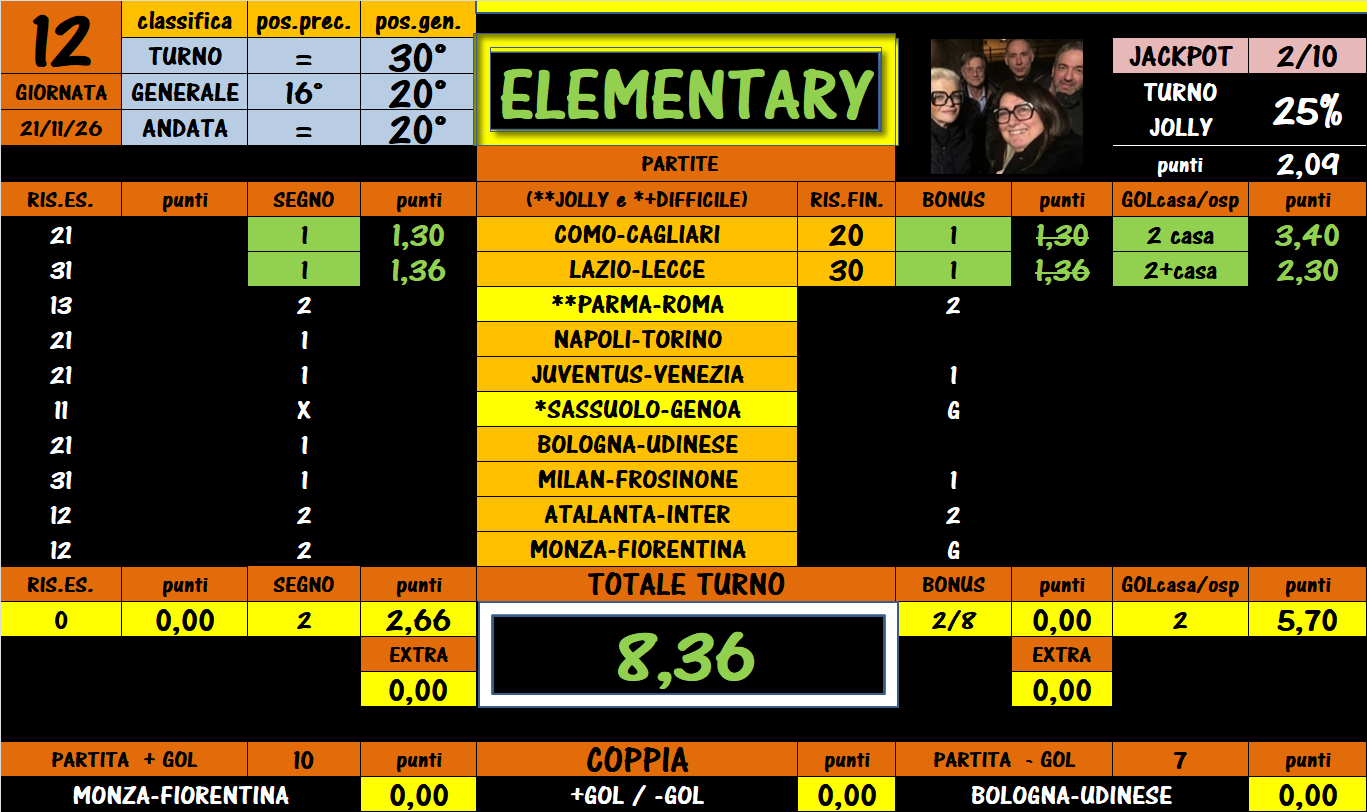 12 classifica pos.prec. pos.gen.
TURNO = 30°
GIORNATA GENERALE 16° 20°
21/11/26 ANDATA = 20°
ELEMENTARY
JACKPOT 2/10
TURNO JOLLY 25%
punti 2,09
PARTITE
RIS.ES. punti SEGNO punti (**JOLLY e *+DIFFICILE) RIS.FIN. BONUS punti GOLcasa/osp punti
21 1 1,30 COMO-CAGLIARI 20 1 1,30 2 casa 3,40
31 1 1,36 LAZIO-LECCE 30 1 1,36 2+casa 2,30
13 2 **PARMA-ROMA 2
21 1 NAPOLI-TORINO
21 1 JUVENTUS-VENEZIA 1
11 X *SASSUOLO-GENOA G
21 1 BOLOGNA-UDINESE
31 1 MILAN-FROSINONE 1
12 2 ATALANTA-INTER 2
12 2 MONZA-FIORENTINA G
RIS.ES. punti SEGNO punti TOTALE TURNO BONUS punti GOLcasa/osp punti
0 0,00 2 2,66 8,36 2/8 0,00 2 5,70
EXTRA EXTRA
0,00 0,00
PARTITA + GOL 10 punti COPPIA punti PARTITA - GOL 7 punti
MONZA-FIORENTINA 0,00 +GOL / -GOL 0,00 BOLOGNA-UDINESE 0,00